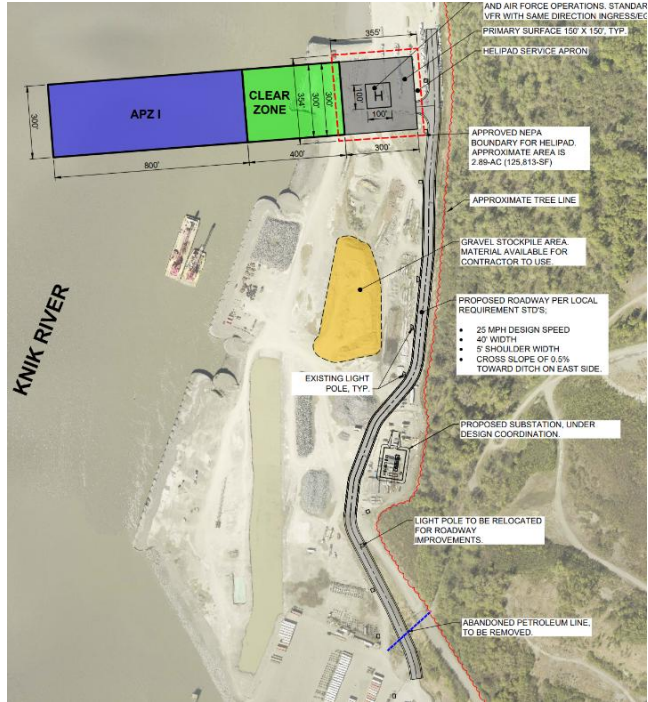 AND AIR FORCE OPERATIONS. STANDAR
VFR WITH SAME DIRECTION INGRESS/EG
355'
PRIMARY SURFACE 150' X 150', TYP.
HELIPAD SERVICE APRON
300'
APZ I
CLEAR
ZONE
354'
300'
300'
100'
H
100'
800'
400'
300'
APPROVED NEPA
BOUNDARY FOR HELIPAD.
APPROXIMATE AREA IS
2.89-AC (125,813-SF)
APPROXIMATE TREE LINE
GRAVEL STOCKPILE AREA.
MATERIAL AVAILABLE FOR
CONTRACTOR TO USE.
KNIK RIVER
PROPOSED ROADWAY PER LOCAL
REQUIREMENT STD'S;
• 25 MPH DESIGN SPEED
• 40' WIDTH
• 5' SHOULDER WIDTH
• CROSS SLOPE OF 0.5%
TOWARD DITCH ON EAST SIDE.
EXISTING LIGHT
POLE, TYP.
PROPOSED SUBSTATION, UNDER
DESIGN COORDINATION.
LIGHT POLE TO BE RELOCATED
FOR ROADWAY
IMPROVEMENTS.
ABANDONED PETROLEUM LINE,
TO BE REMOVED.